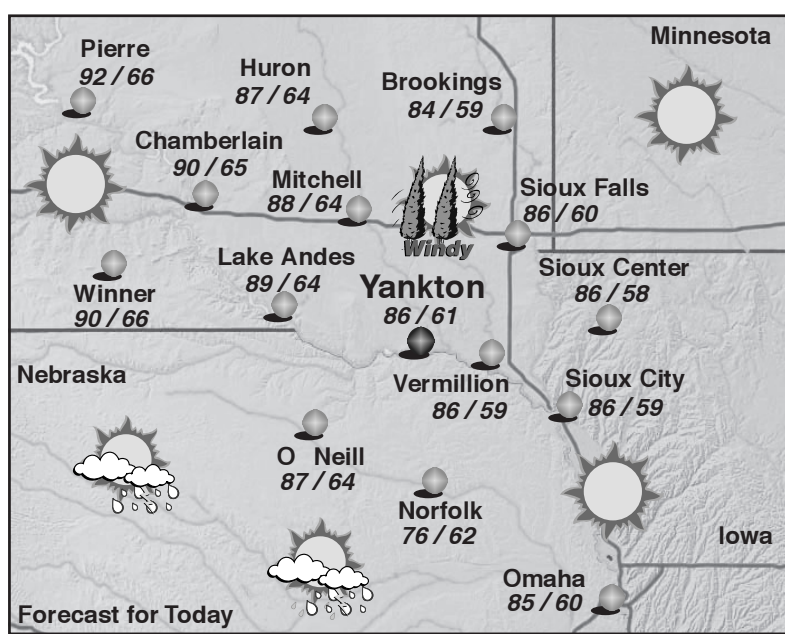 Pierre
92 / 66
Huron
87 / 64
Brookings
84 / 59
Minnesota
Chamberlain
90 / 65
Mitchell
88 / 64
Windy
Sioux Falls
86 / 60
Winner
90 / 66
Lake Andes
89 / 64
Yankton
86 / 61
Sioux Center
86 / 58
Nebraska
Vermillion
86 / 59
Sioux City
86 / 59
O Neill
87 / 64
Norfolk
76 / 62
Iowa
Omaha
85 / 60
Forecast for Today